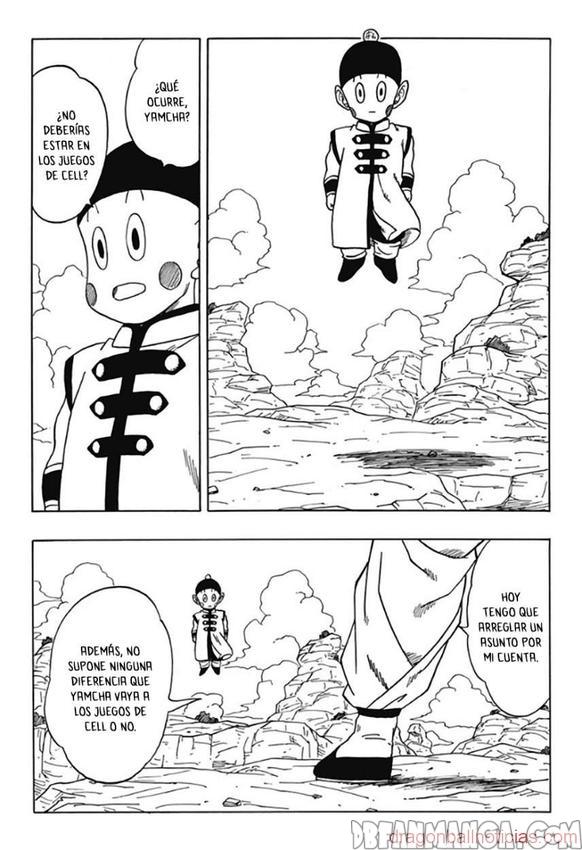 ¿QUÉ
OCURRE,
YAMCHA?
¿NO
DEBERÍAS
ESTAR EN
LOS JUEGOS
DE CELL?
HOY
TENGO QUE
ARREGLAR UN
ASUNTO POR
MI CUENTA.
ADEMÁS, NO
SUPONE NINGUNA
DIFERENCIA QUE
YAMCHA VAYA A
LOS JUEGOS DE
CELL O NO.
DBFANMANGA.COM
dragonballnoticias.com